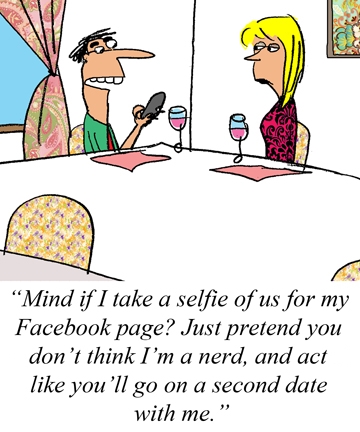 “Mind if I take a selfie of us for my
Facebook page? Just pretend you
don’t think I’m a nerd, and act
like you’ll go on a second date
with me.”